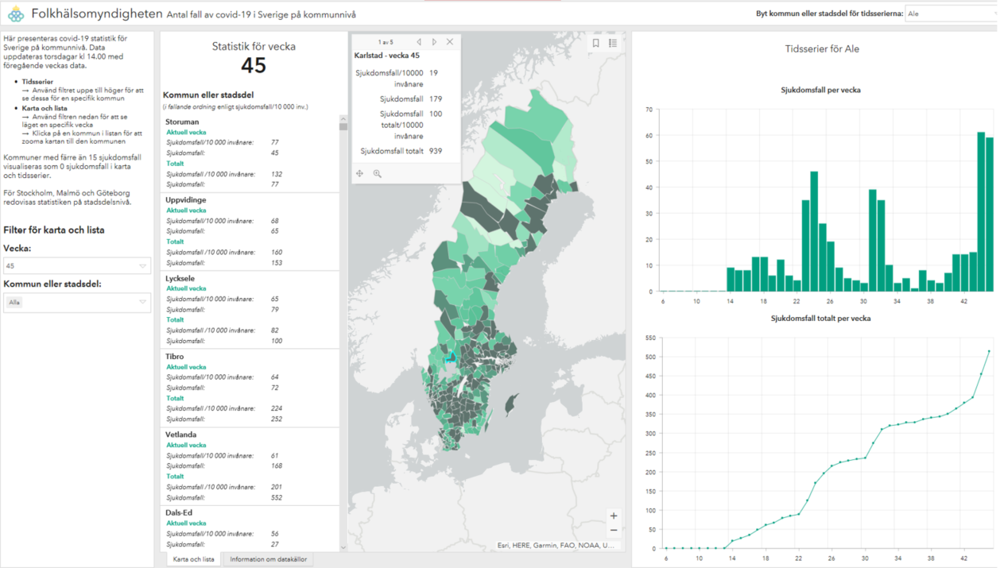 Folkhälsomyndigheten Antal fall av covid-19 i Sverige på kommunnivå
Byt kommun eller stadsdel för tidsserierna: Ale
Här presenteras covid-19 statistik för
Sverige på kommunnivå. Data
uppdateras torsdagar kl 14.00 med
föregående veckas data.
• Tidsserier
→ Använd filtret uppe till höger för att
se dessa för en specifik kommun
• Karta och lista
→ Använd filtren nedan för att se
läget en specifik vecka
→ Klicka på en kommun i listan för att
zooma kartan till den kommunen
Kommuner med färre än 15 sjukdomsfall
visualiseras som 0 sjukdomsfall i karta
och tidsserier.
För Stockholm, Malmö och Göteborg
redovisas statistiken på stadsdelsnivå.
Filter för karta och lista
Vecka:
45
Kommun eller stadsdel:
Alla
Statistik för vecka
45
Kommun eller stadsdel
(i fallande ordning enligt sjukdomsfall/10 000 inv.)
Storuman
Aktuell vecka
Sjukdomsfall/10 000 invånare: 77
Sjukdomsfall: 45
Totalt
Sjukdomsfall /10 000 invånare: 132
Sjukdomsfall: 77
Uppvidinge
Aktuell vecka
Sjukdomsfall/10 000 invånare: 68
Sjukdomsfall: 65
Totalt
Sjukdomsfall /10 000 invånare: 160
Sjukdomsfall: 153
Lycksele
Aktuell vecka
Sjukdomsfall/10 000 invånare: 65
Sjukdomsfall: 79
Totalt
Sjukdomsfall /10 000 invånare: 82
Sjukdomsfall: 100
Tibro
Aktuell vecka
Sjukdomsfall/10 000 invånare: 64
Sjukdomsfall: 72
Totalt
Sjukdomsfall /10 000 invånare: 224
Sjukdomsfall: 252
Vetlanda
Aktuell vecka
Sjukdomsfall/10 000 invånare: 61
Sjukdomsfall: 168
Totalt
Sjukdomsfall /10 000 invånare: 201
Sjukdomsfall: 552
Dals-Ed
Aktuell vecka
Sjukdomsfall/10 000 invånare: 56
Sjukdomsfall: 27
Karta och lista Information om datakällor
1 av 5
Karlstad - vecka 45
Sjukdomsfall/10000 19
invånare
Sjukdomsfall 179
Sjukdomsfall 100
totalt/10000
invånare
Sjukdomsfall totalt 939
Esri, HERE, Garmin, FAO, NOAA, U...
Tidsserier för Ale
Sjukdomsfall per vecka
70
60
50
40
30
20
10
0
6 10 14 18 22 26 30 34 38 42
Sjukdomsfall totalt per vecka
550
500
450
400
350
300
250
200
150
100
50
0
6 10 14 18 22 26 30 34 38 42